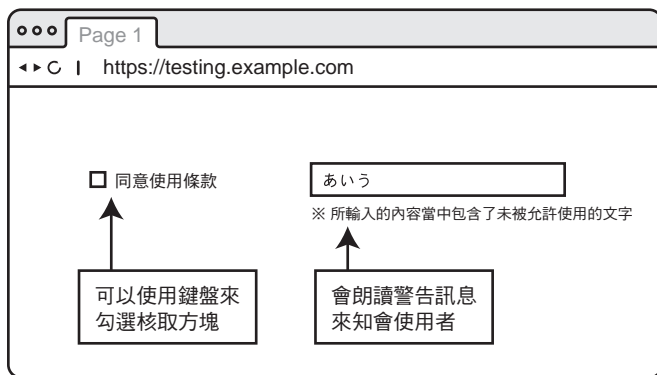 Page 1
https://testing.example.com
同意使用條款
あいう
※ 所輸入的內容當中包含了未被允許使用的文字
可以使用鍵盤來
勾選核取方塊
會朗讀警告訊息
來知會使用者